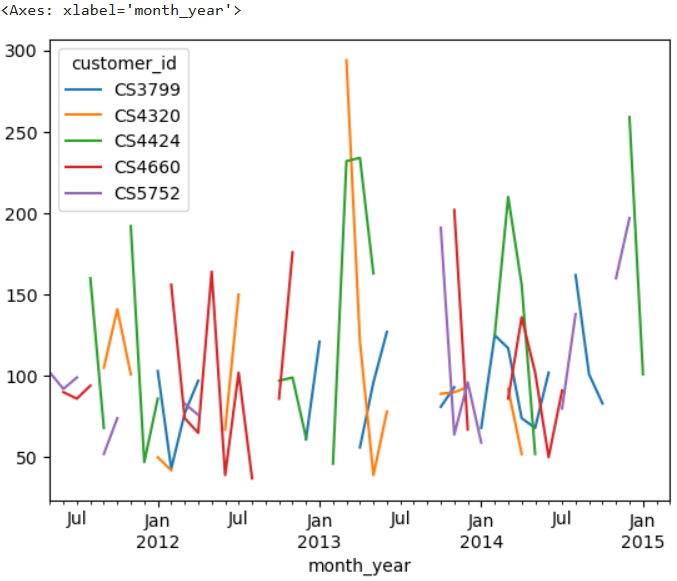 <Axes: xlabel='month_year'>
300
250
200
150
100
50
customer_id
CS3799
CS4320
CS4424
CS4660
CS5752
Jul Jan Jul Jan Jul Jan Jul Jan
2012 2013 2014 2015
month_year